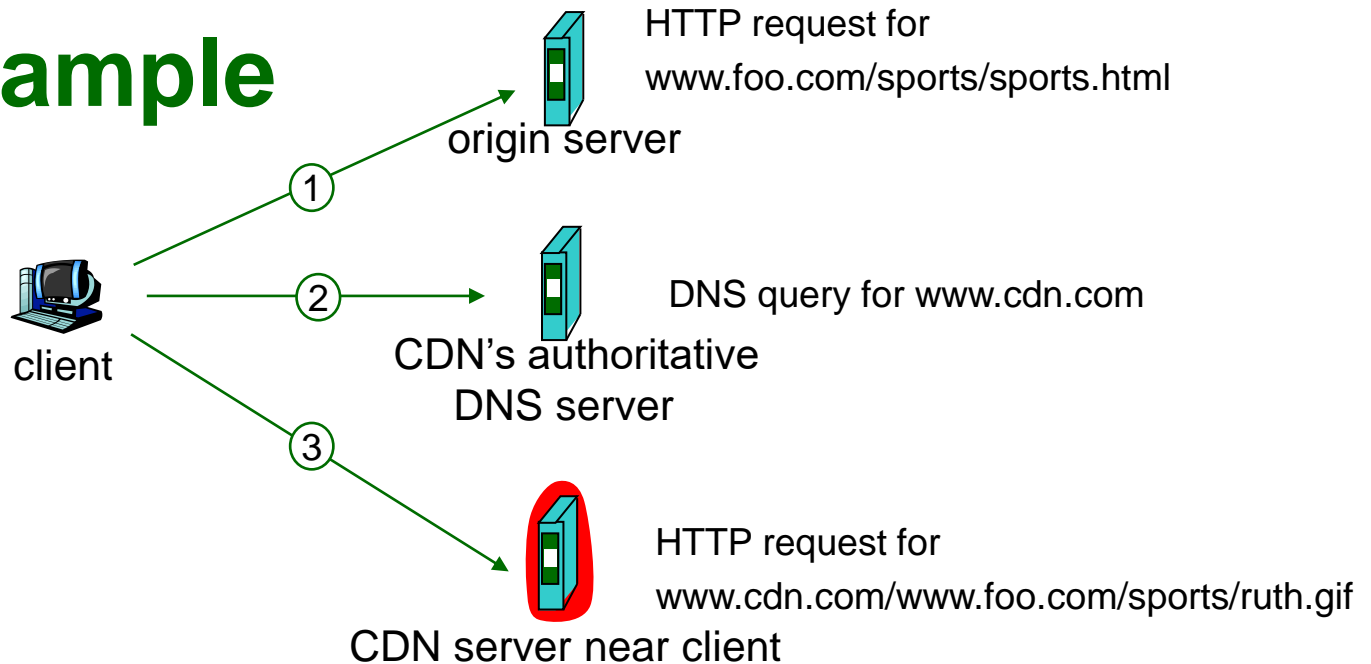 ample
HTTP request for
www.foo.com/sports/sports.html
origin server
1
client
2
DNS query for www.cdn.com
CDN’s authoritative
DNS server
3
HTTP request for
www.cdn.com/www.foo.com/sports/ruth.gif
CDN server near client